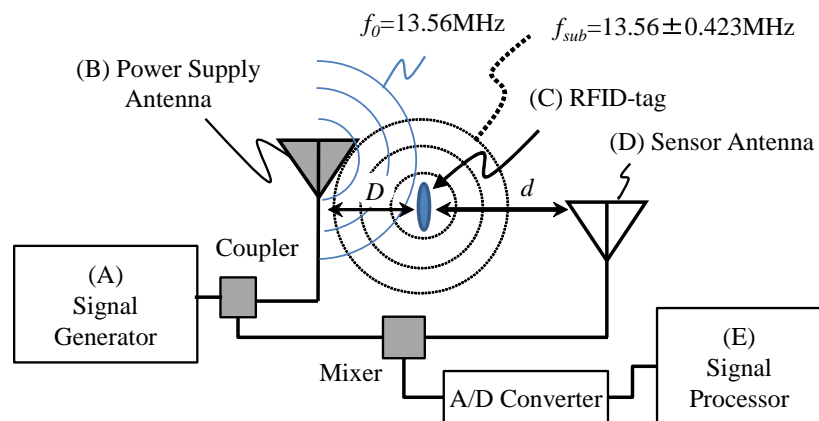 f0=13.56MHz
fsub=13.56±0.423MHz
(B) Power Supply
Antenna
(C) RFID-tag
(D) Sensor Antenna
D
d
Coupler
(A)
Signal
Generator
Mixer
A/D Converter
(E)
Signal
Processor